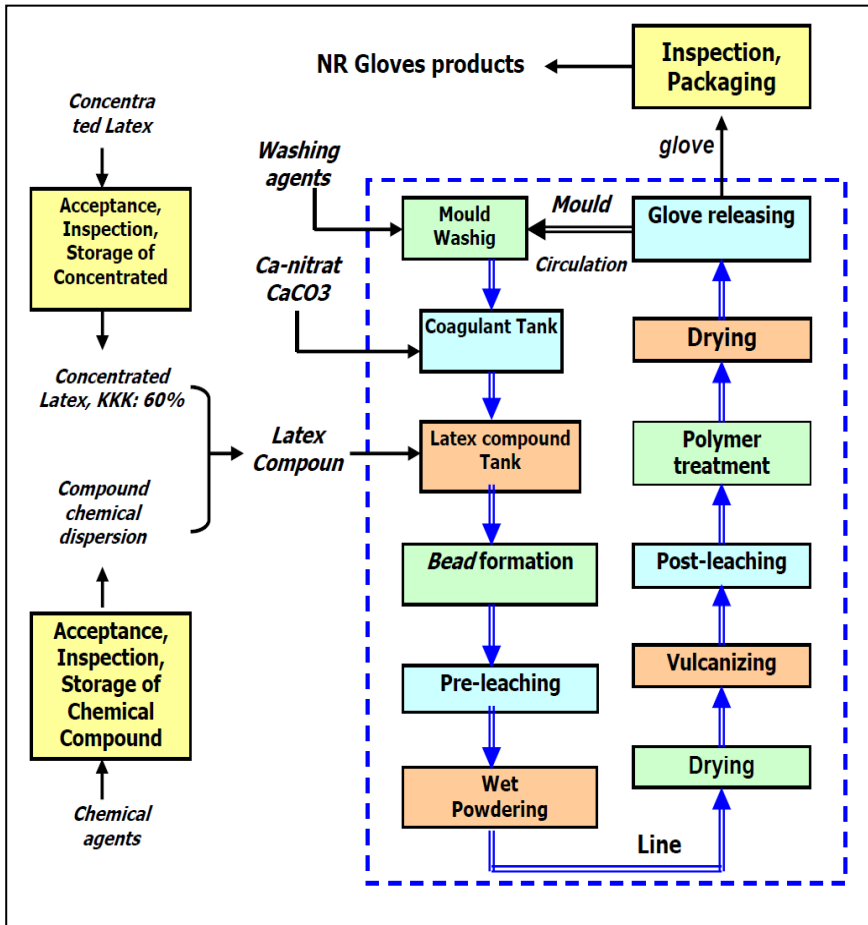 Inspection,
Packaging
NR Gloves products
Concentra
ted Latex
glove
Washing
agents
Acceptance,
Inspection,
Storage of
Concentrated
Mould
Washig
Mould
Circulation
Glove releasing
Ca-nitrat
CaCO3
Coagulant Tank
Drying
Concentrated
Latex, KKK: 60%
Latex
Compoun
Latex compound
Tank
Polymer
treatment
Compound
chemical
dispersion
Bead formation
Post-leaching
Acceptance,
Inspection,
Storage of
Chemical
Compound
Pre-leaching
Vulcanizing
Wet
Powdering
Drying
Chemical
agents
Line